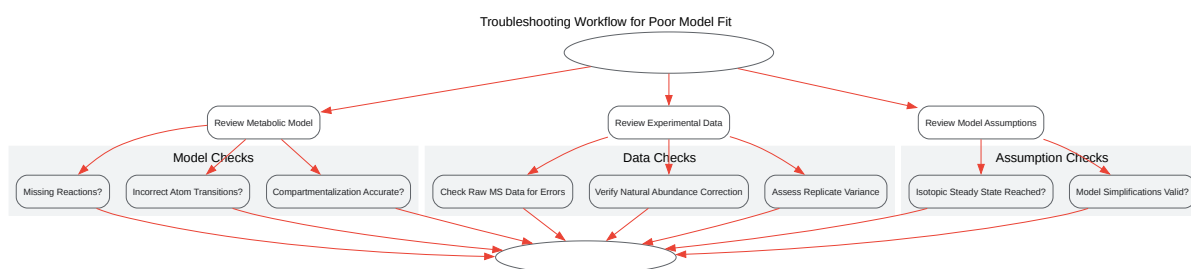 Troubleshooting Workflow for Poor Model Fit
Review Metabolic Model
Review Experimental Data
Review Model Assumptions
Model Checks
Data Checks
Assumption Checks
Missing Reactions?
Incorrect Atom Transitions?
Compartmentalization Accurate?
Check Raw MS Data for Errors
Verify Natural Abundance Correction
Assess Replicate Variance
Isotopic Steady State Reached?
Model Simplifications Valid?